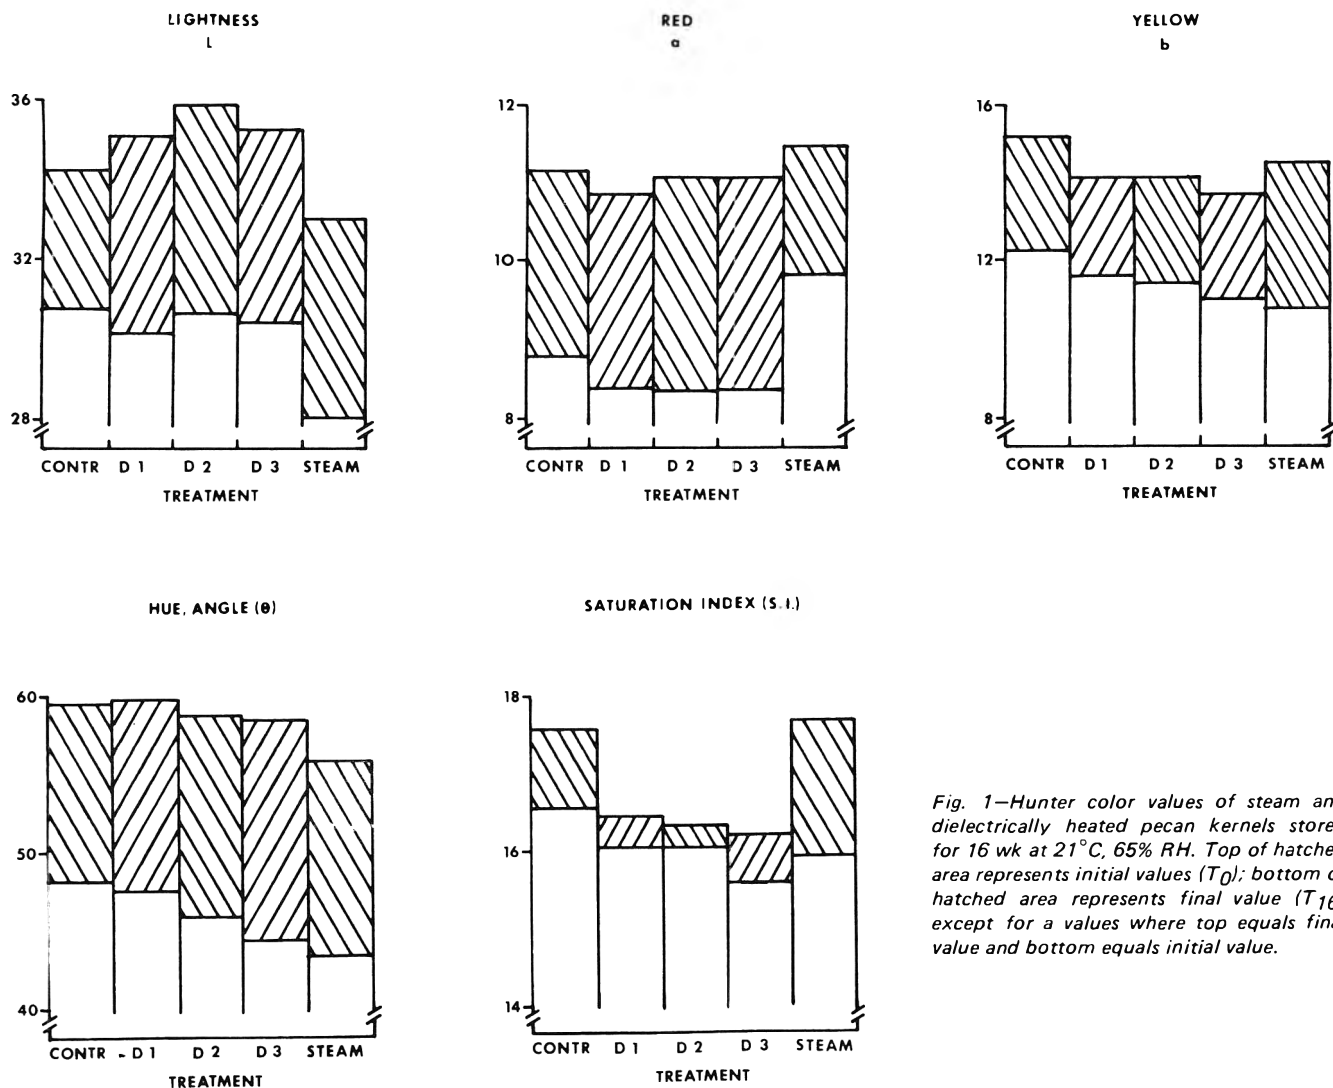 LIGHTNESS
L
36
32
28
CONTR D 1 D 2 D 3 STEAM
TREATMENT
RED
a
12
10
8
CONTR D 1 D 2 D 3 STEAM
TREATMENT
YELLOW
b
16
12
8
CONTR D 1 D 2 D 3 STEAM
TREATMENT
HUE, ANGLE (θ)
60
50
40
CONTR D 1 D 2 D 3 STEAM
TREATMENT
SATURATION INDEX (S.I.)
18
16
14
CONTR D 1 D 2 D 3 STEAM
TREATMENT
Fig. 1—Hunter color values of steam an
dielectrically heated pecan kernels store
for 16 wk at 21°C, 65% RH. Top of hatche
area represents initial values (T0); bottom o
hatched area represents final value (T16
except for a values where top equals fina
value and bottom equals initial value.